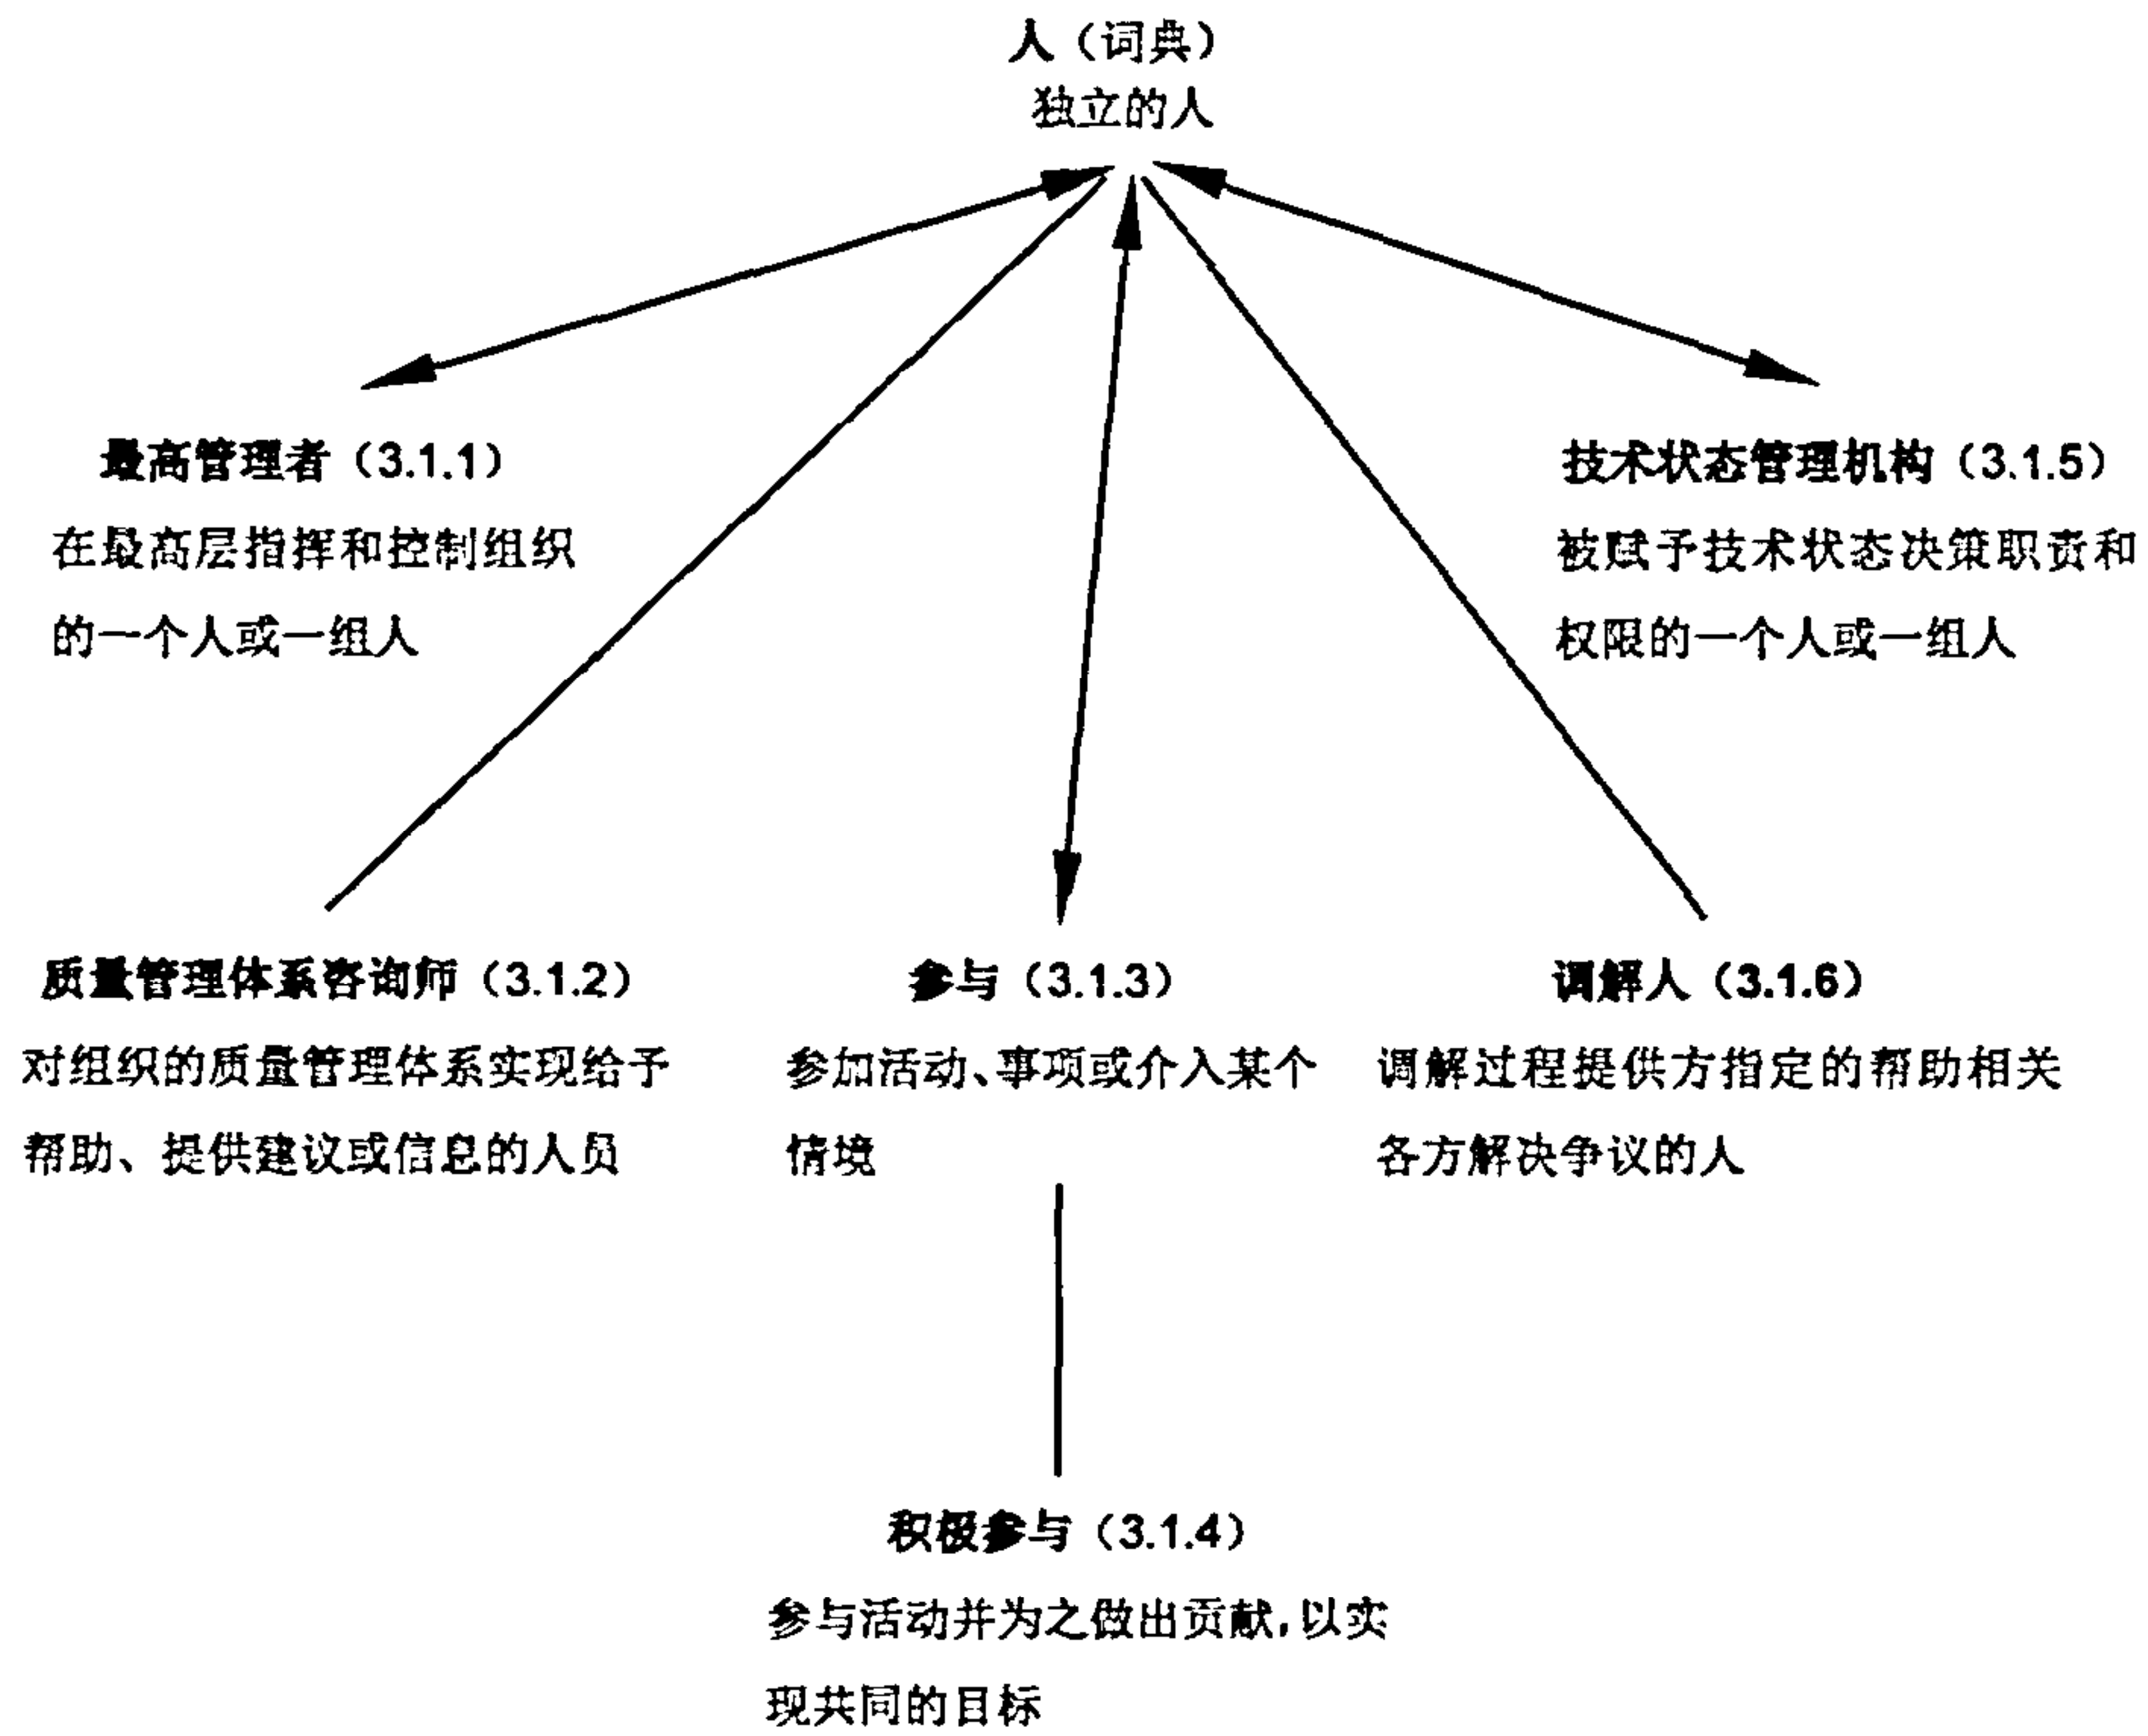 人（词典）
独立的人
最高管理者（3.1.1）
在最高层指挥和控制组织
的一个人或一组人
技术状态管理机构（3.1.5）
被赋予技术状态决策职责和
权限的一个人或一组人
质量管理体系咨询师（3.1.2）
对组织的质量管理体系实现给予
帮助、提供建议或信息的人员
参与（3.1.3）
参加活动、事项或介入某个
情境
调解人（3.1.6）
调解过程提供方指定的帮助相关
各方解决争议的人
积极参与（3.1.4）
参与活动并为之做出贡献,以实
现共同的目标